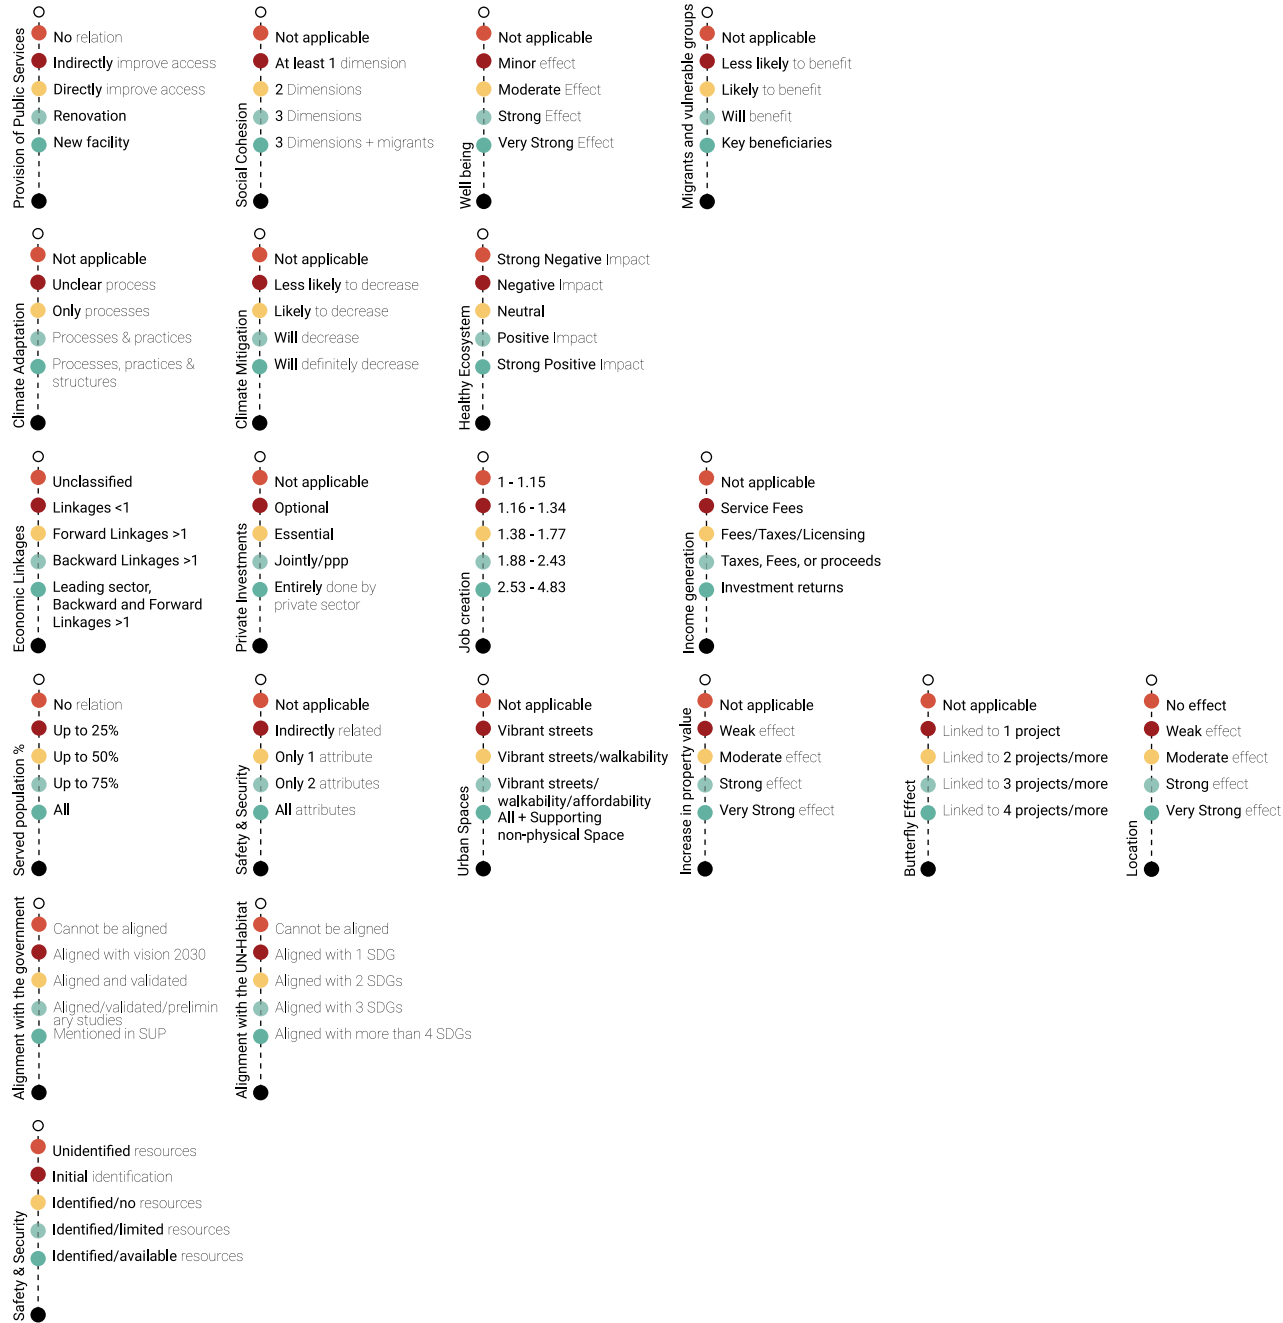 Provision of Public Services
No relation
Indirectly improve access
Directly improve access
Renovation
New facility
Social Cohesion
Not applicable
At least 1 dimension
2 Dimensions
3 Dimensions
3 Dimensions + migrants
Well being
Not applicable
Minor effect
Moderate Effect
Strong Effect
Very Strong Effect
Migrants and vulnerable groups
Not applicable
Less likely to benefit
Likely to benefit
Will benefit
Key beneficiaries
Climate Adaptation
Not applicable
Unclear process
Only processes
Processes & practices
Processes, practices &
structures
Climate Mitigation
Not applicable
Less likely to decrease
Likely to decrease
Will decrease
Will definitely decrease
Healthy Ecosystem
Strong Negative Impact
Negative Impact
Neutral
Positive Impact
Strong Positive Impact
Economic Linkages
Unclassified
Linkages <1
Forward Linkages >1
Backward Linkages >1
Leading sector,
Backward and Forward
Linkages >1
Private Investments
Not applicable
Optional
Essential
Jointly/ppp
Entirely done by
private sector
Job creation
1 - 1.15
1.16 - 1.34
1.38 - 1.77
1.88 - 2.43
2.53 - 4.83
Income generation
Not applicable
Service Fees
Fees/Taxes/Licensing
Taxes, Fees, or proceeds
Investment returns
Served population %
No relation
Up to 25%
Up to 50%
Up to 75%
All
Safety & Security
Not applicable
Indirectly related
Only 1 attribute
Only 2 attributes
All attributes
Urban Spaces
Not applicable
Vibrant streets
Vibrant streets/walkability
Vibrant streets/
walkability/affordability
All + Supporting
non-physical Space
Increase in property value
Not applicable
Weak effect
Moderate effect
Strong effect
Very Strong effect
Butterfly Effect
Not applicable
Linked to 1 project
Linked to 2 projects/more
Linked to 3 projects/more
Linked to 4 projects/more
Location
No effect
Weak effect
Moderate effect
Strong effect
Very Strong effect
Alignment with the government
Cannot be aligned
Aligned with vision 2030
Aligned and validated
Aligned/validated/prelimin
ary studies
Mentioned in SUP
Alignment with the UN-Habitat
Cannot be aligned
Aligned with 1 SDG
Aligned with 2 SDGs
Aligned with 3 SDGs
Aligned with more than 4 SDGs
Safety & Security
Unidentified resources
Initial identification
Identified/no resources
Identified/limited resources
Identified/available resources